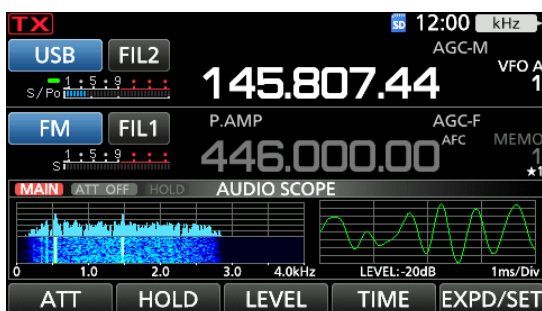 TX SD 12:00 kHz
USB FIL2 AGC-M
VFO A
S/Po 1 5 9 145.807.44 1
FM FIL1 P.AMP AGC-F
AFC MEMO
S 1 5 9 446.000.00 1
★1
MAIN ATT OFF HOLD AUDIO SCOPE
0 1.0 2.0 3.0 4.0kHz LEVEL:-20dB 1ms/Div
ATT HOLD LEVEL TIME EXPD/SET